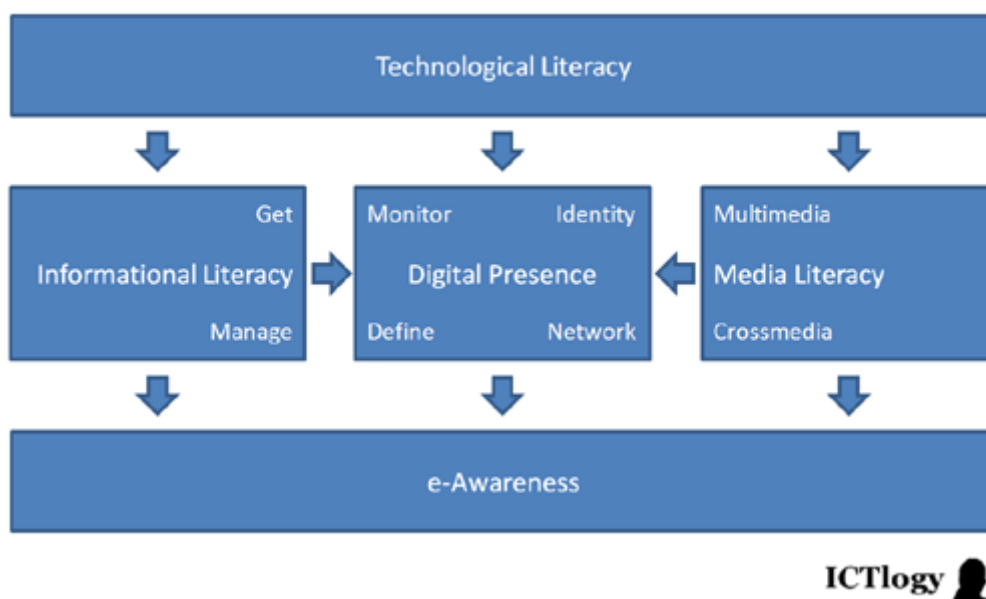 Technological Literacy
Get
Informational Literacy
Manage
Monitor Identity
Digital Presence
Define Network
Multimedia
Media Literacy
Crossmedia
e-Awareness
ICTlogy